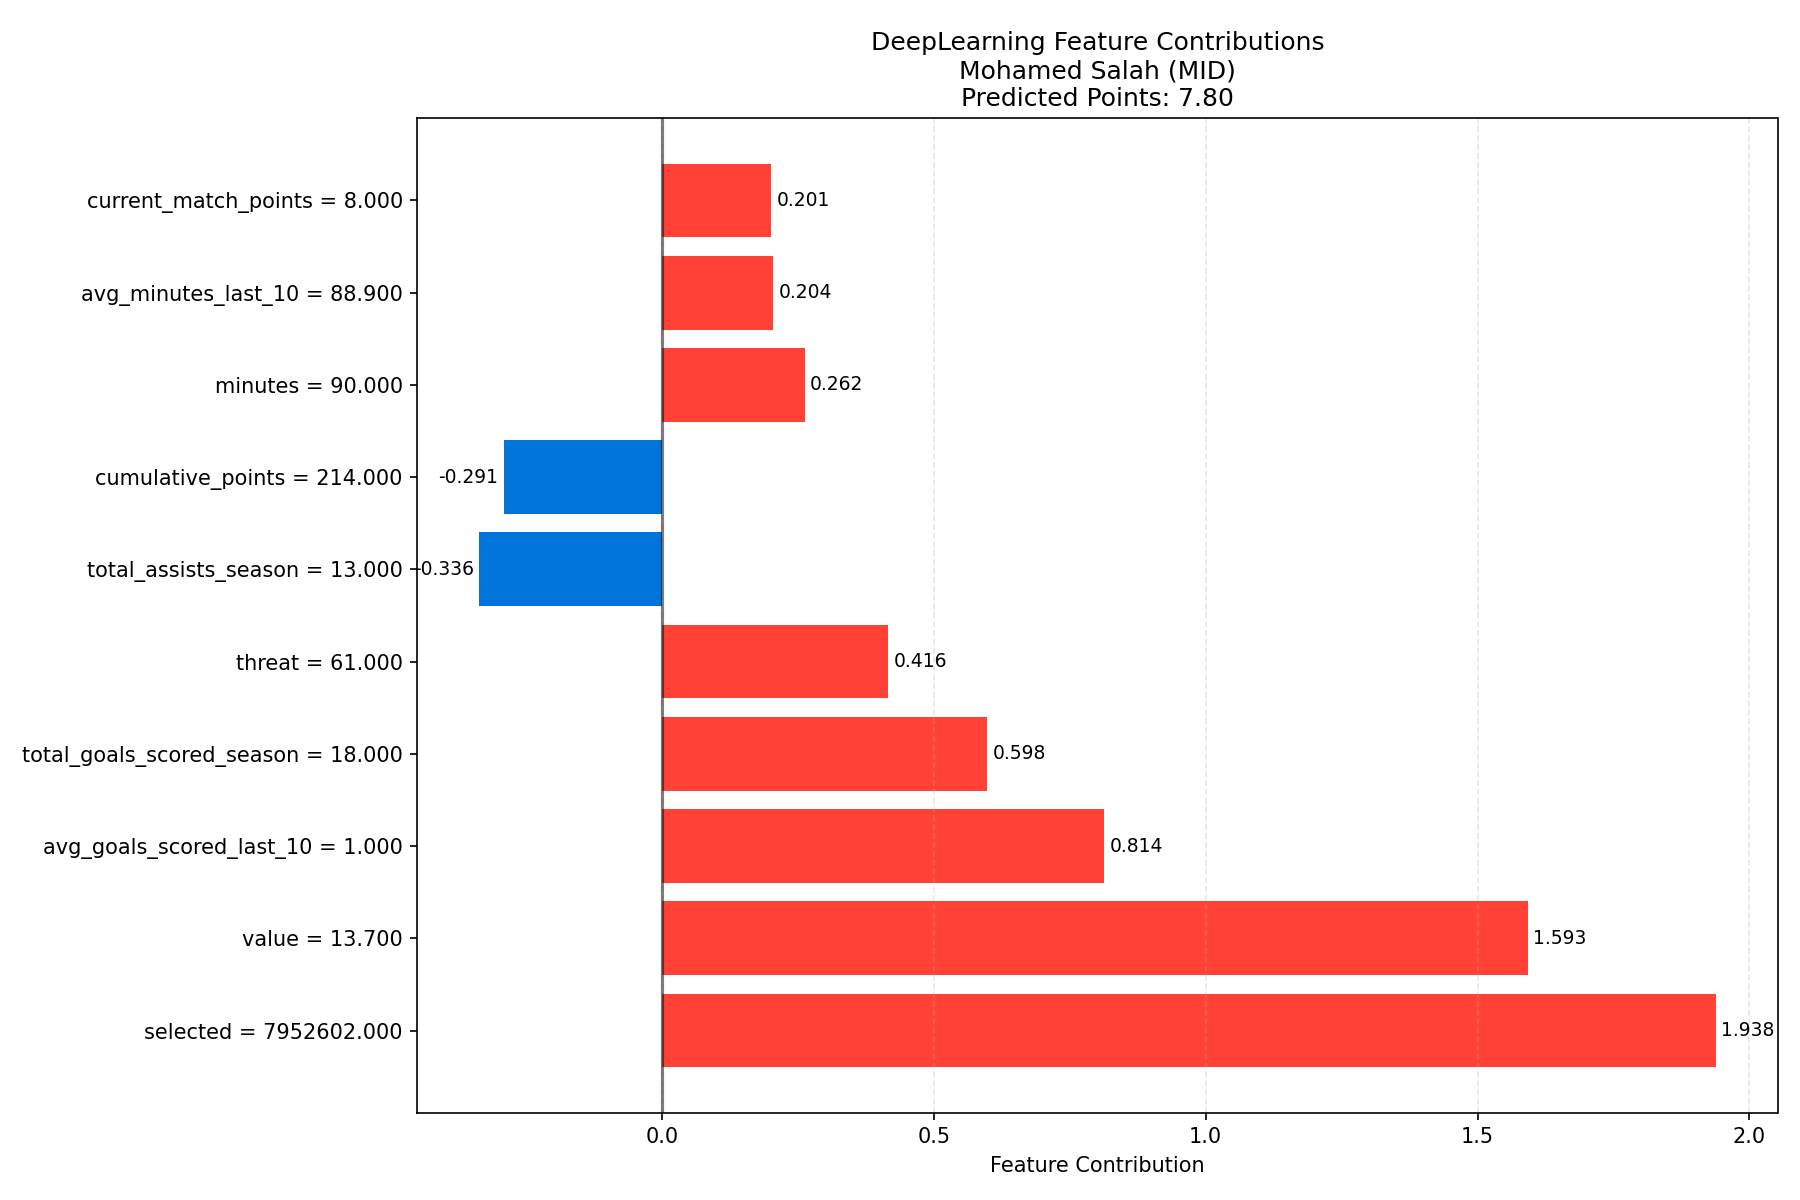 DeepLearning Feature Contributions
Mohamed Salah (MID)
Predicted Points: 7.80
current_match_points = 8.000
0.201
avg_minutes_last_10 = 88.900
0.204
minutes = 90.000
0.262
cumulative_points = 214.000
-0.291
total_assists_season = 13.000
-0.336
threat = 61.000
0.416
total_goals_scored_season = 18.000
0.598
avg_goals_scored_last_10 = 1.000
0.814
value = 13.700
1.593
selected = 7952602.000
1.938
0.0 0.5 1.0 1.5 2.0
Feature Contribution